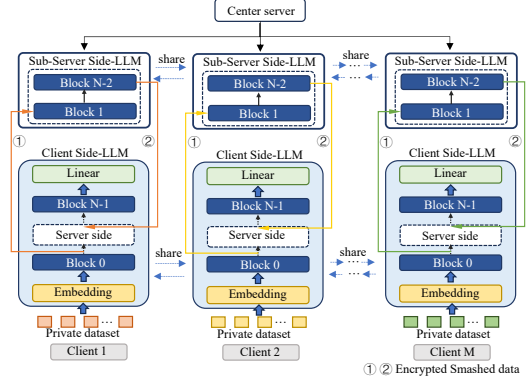 Center server
Sub-Server Side-LLM
Block N-2
Block 1
share
Sub-Server Side-LLM
Block N-2
Block 1
share
Sub-Server Side-LLM
Block N-2
Block 1
① ②
① ②
① ②
Client Side-LLM
Linear
Block N-1
Server side
Block 0
Embedding
share
Client Side-LLM
Linear
Block N-1
Server side
Block 0
Embedding
share
Client Side-LLM
Linear
Block N-1
Server side
Block 0
Embedding
Private dataset
Private dataset
Private dataset
Client 1
Client 2
Client M
① ② Encrypted Smashed data